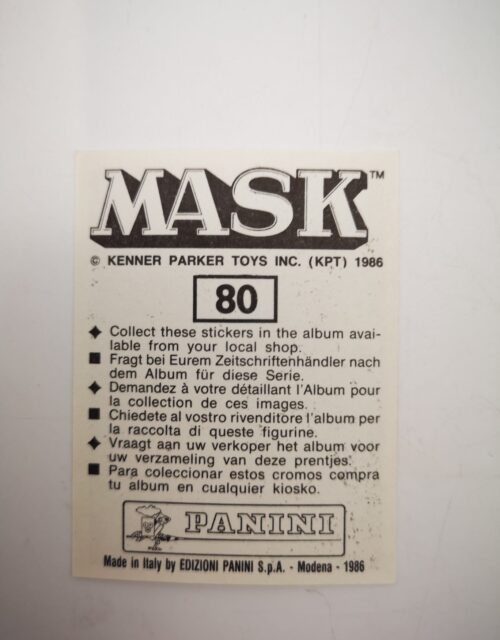 MASK™
© KENNER PARKER TOYS INC. (KPT) 1986
80
◆ Collect these stickers in the album avai-
lable from your local shop.
■ Fragt bei Eurem Zeitschriftenhändler nach
dem Album für diese Serie.
◆ Demandez à votre détaillant l'Album pour
la collection de ces images.
■ Chiedete al vostro rivenditore l'album per
la raccolta di queste figurine.
◆ Vraagt aan uw verkoper het album voor
uw verzameling van deze prentjes.
■ Para coleccionar estos cromos compra
tu album en cualquier kiosko.
PANINI
Made in Italy by EDIZIONI PANINI S.p.A. - Modena - 1986